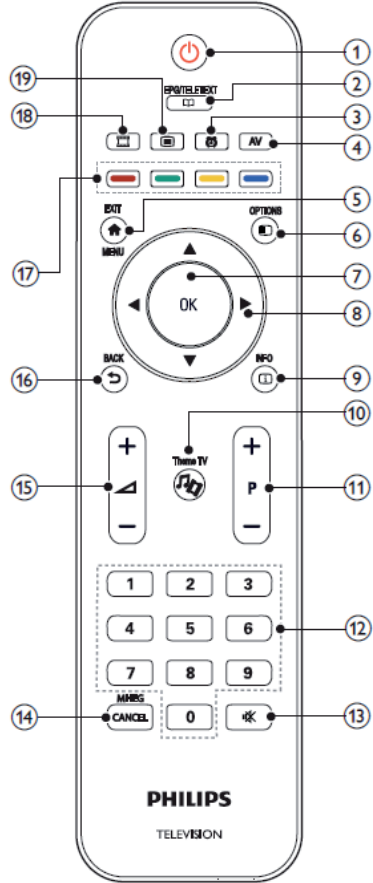 1
EPG/TELETEXT
2
19
18
3
AV
4
EXIT
OPTIONS
5
MENU
6
17
7
OK
8
BACK
INFO
9
16
10
+
Theme TV
+
15
P
11
−
−
1 2 3
4 5 6
12
7 8 9
MHEG
14
CANCEL
0
13
PHILIPS
TELEVISION